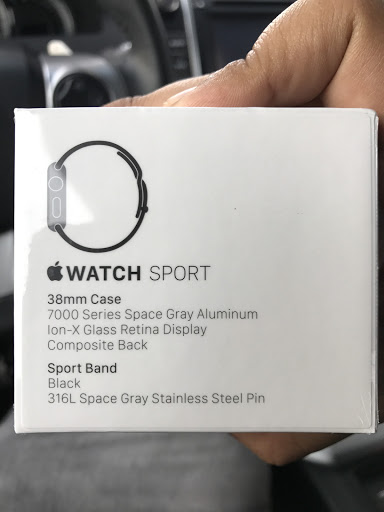 WATCH SPORT
38mm Case
7000 Series Space Gray Aluminum
Ion-X Glass Retina Display
Composite Back
Sport Band
Black
316L Space Gray Stainless Steel Pin